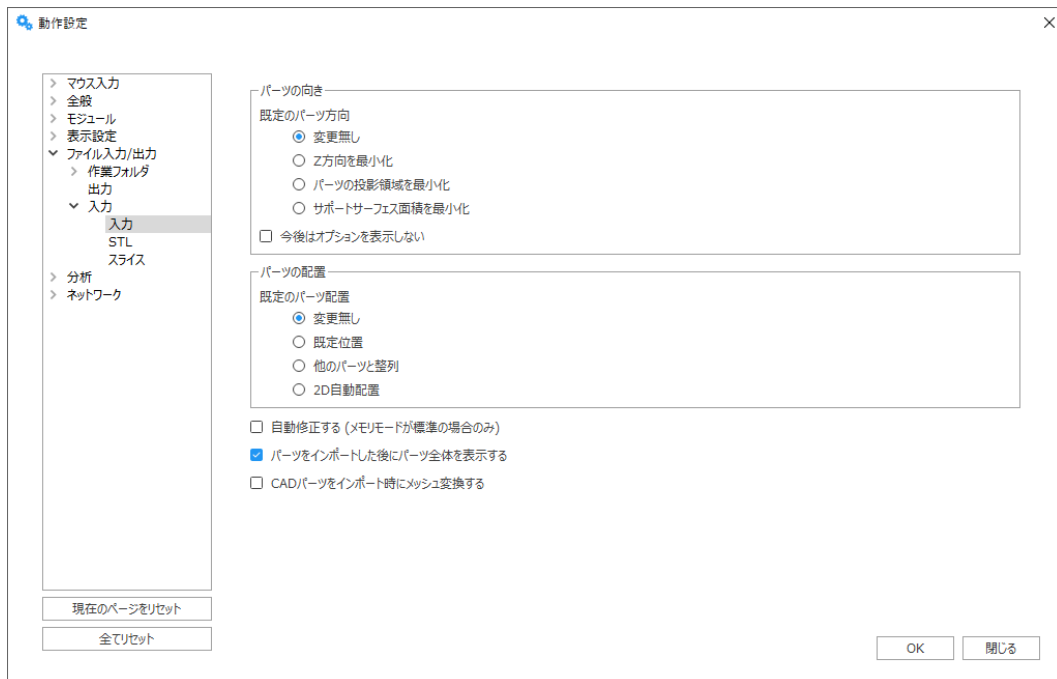 動作設定
マウス入力
全般
モジュール
表示設定
ファイル入力/出力
作業フォルダ
出力
入力
入力
STL
スライス
分析
ネットワーク
現在のページをリセット
全てリセット
パーツの向き
既定のパーツ方向
変更無し
Z方向を最小化
パーツの投影領域を最小化
サポートサーフェス面積を最小化
今後はオプションを表示しない
パーツの配置
既定のパーツ配置
変更無し
既定位置
他のパーツと整列
2D自動配置
自動修正する (メモリモードが標準の場合のみ)
パーツをインポートした後にパーツ全体を表示する
CADパーツをインポート時にメッシュ変換する
OK
閉じる